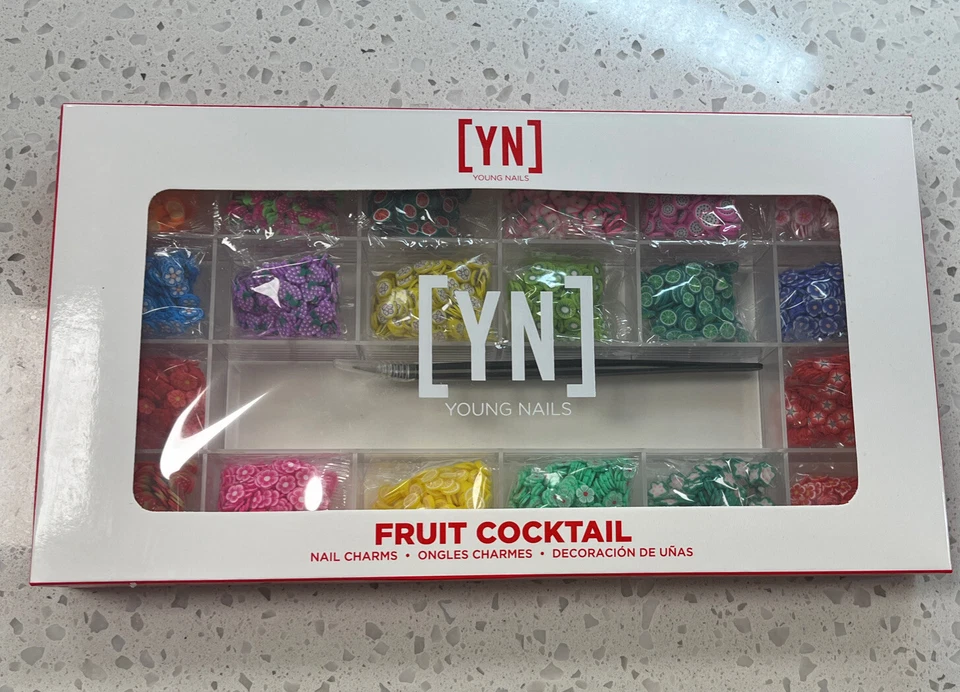 [YN]
YOUNG NAILS
[YN]
YOUNG NAILS
FRUIT COCKTAIL
NAIL CHARMS • ONGLES CHARMES • DECORACIÓN DE UÑAS